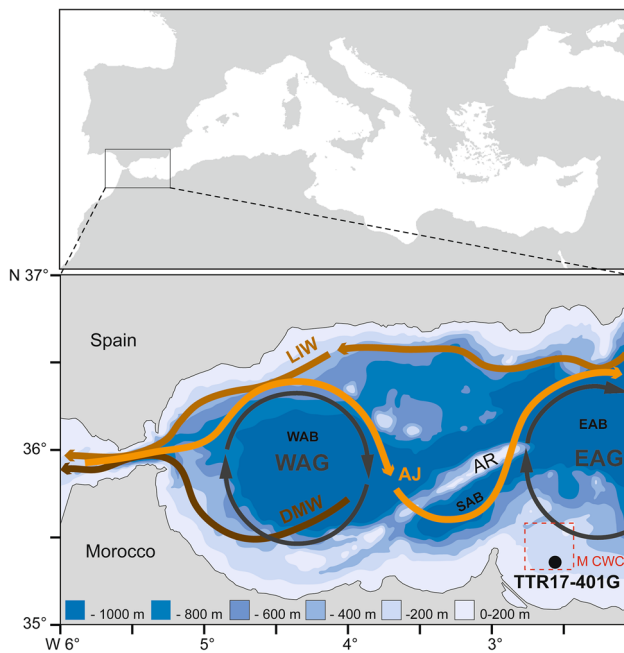 N 37°
Spain
LIW
36°
WAB
WAG
AJ
AR
EAB
EAG
SAB
DMW
Morocco
M CWC
TTR17-401G
- 1000 m
- 800 m
- 600 m
- 400 m
-200 m
0-200 m
35°
W 6°
5°
4°
3°